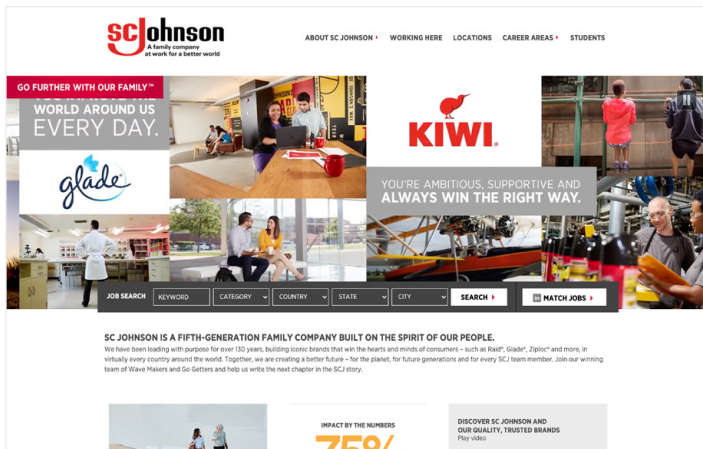 scjohnson
A family company
at work for a better world
ABOUT SC JOHNSON
WORKING HERE
LOCATIONS
CAREER AREAS
STUDENTS
GO FURTHER WITH OUR FAMILY™
WORLD AROUND US
EVERY DAY.
glade
KIWI®
YOU'RE AMBITIOUS, SUPPORTIVE AND
ALWAYS WIN THE RIGHT WAY.
JOB SEARCH
KEYWORD
CATEGORY
COUNTRY
STATE
CITY
SEARCH
in MATCH JOBS
SC JOHNSON IS A FIFTH-GENERATION FAMILY COMPANY BUILT ON THE SPIRIT OF OUR PEOPLE.
We have been leading with purpose for over 130 years, building iconic brands that win the hearts and minds of consumers – such as Raid®, Glade®, Ziploc® and more, in
virtually every country around the world. Together, we are creating a better future – for the planet, for future generations and for every SCJ team member. Join our winning
team of Wave Makers and Go Getters and help us write the next chapter in the SCJ story.
IMPACT BY THE NUMBERS
75%
DISCOVER SC JOHNSON AND
OUR QUALITY, TRUSTED BRANDS
Play video